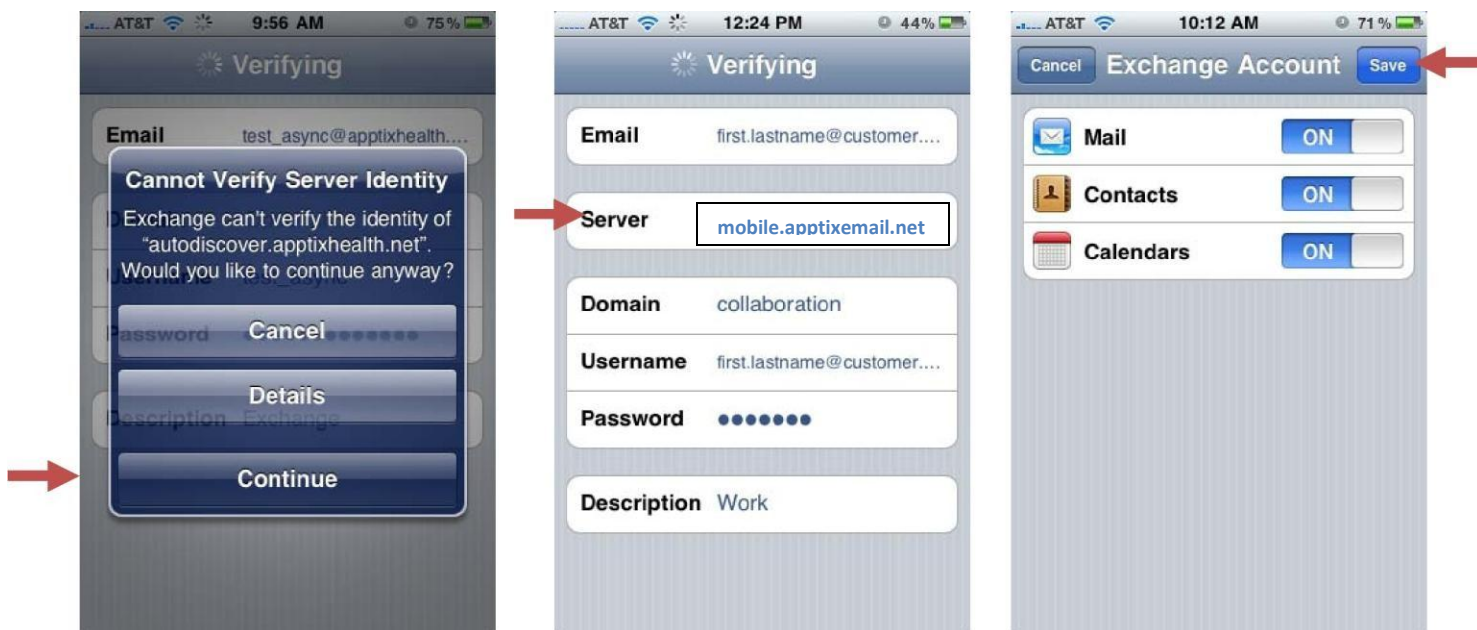 AT&T 9:56 AM 75%
Verifying
Email test_async@apptixhealth....
Cannot Verify Server Identity
Exchange can't verify the identity of
“autodiscover.apptixhealth.net”.
Would you like to continue anyway?
Username test_async
Password
Cancel
Details
Description Exchange
Continue
AT&T 12:24 PM 44%
Verifying
Email first.lastname@customer....
Server mobile.apptixemail.net
Domain collaboration
Username first.lastname@customer....
Password ●●●●●●●
Description Work
AT&T 10:12 AM 71%
Cancel Exchange Account Save
Mail ON
Contacts ON
Calendars ON